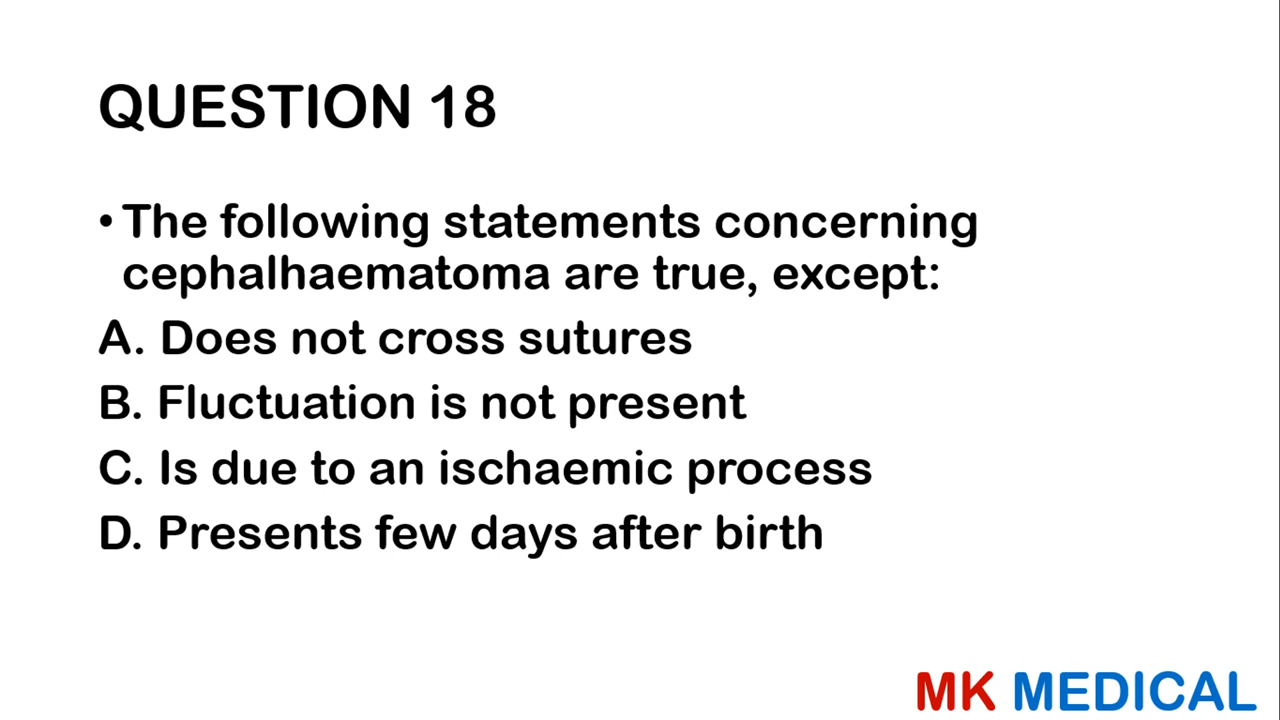 QUESTION 18
• The following statements concerning
cephalhaematoma are true, except:
A. Does not cross sutures
B. Fluctuation is not present
C. Is due to an ischaemic process
D. Presents few days after birth
MK MEDICAL